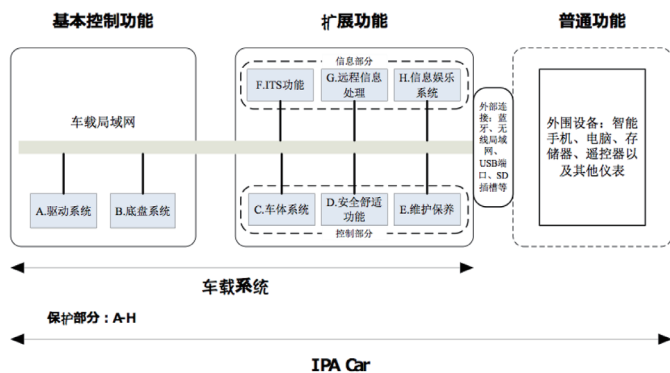 基本控制功能
扩展功能
普通功能
信息部分
F.ITS功能
G.远程信息
处理
H.信息娱乐
系统
车载局域网
外部连
接：蓝
牙、无
线局域
网、
USB端
口、SD
插槽等
外围设备：智能
手机、电脑、存
储器、遥控器以
及其他仪表
A.驱动系统
B.底盘系统
C.车体系统
D.安全舒适
功能
E.维护保养
控制部分
车载系统
保护部分：A-H
IPA Car